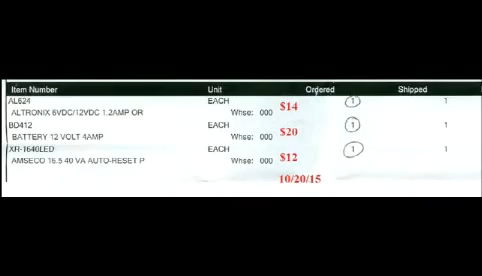 Item Number Unit Ordered Shipped
AL624 EACH 1 1
ALTRONIX 6VDC/12VDC 1.2AMP OR Whse: 000 $14
BD412 EACH 1 1
BATTERY 12 VOLT 4AMP Whse: 000 $20
XR-1640LED EACH 1 1
AMSECO 16.5 40 VA AUTO-RESET P Whse: 000 $12
10/20/15